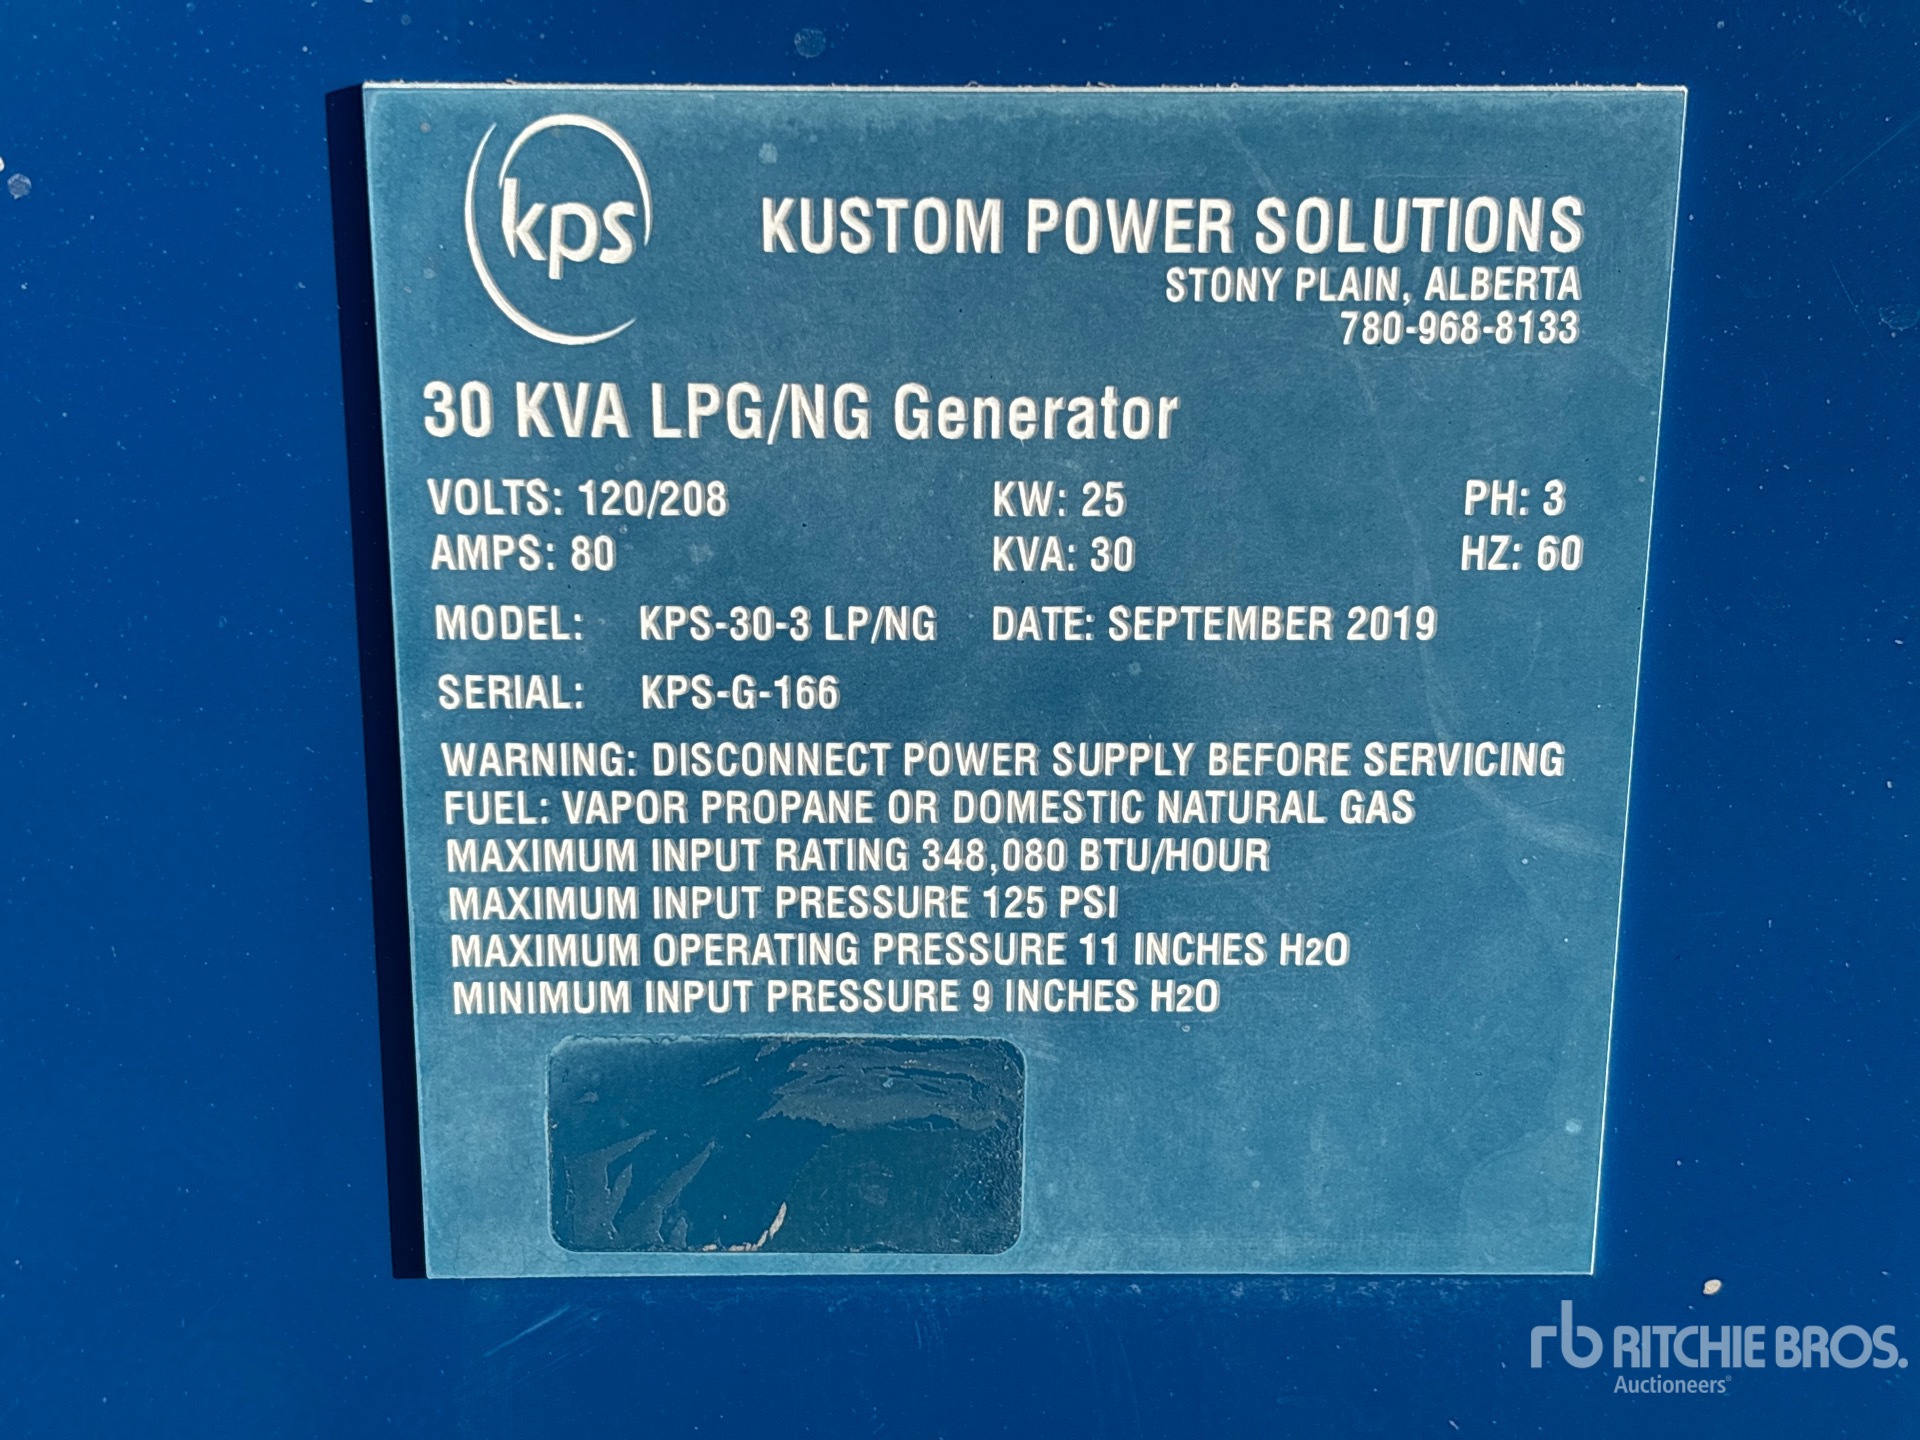 kps
KUSTOM POWER SOLUTIONS
STONY PLAIN, ALBERTA
780-968-8133
30 KVA LPG/NG Generator
VOLTS: 120/208 KW: 25 PH: 3
AMPS: 80 KVA: 30 HZ: 60
MODEL: KPS-30-3 LP/NG DATE: SEPTEMBER 2019
SERIAL: KPS-G-166
WARNING: DISCONNECT POWER SUPPLY BEFORE SERVICING
FUEL: VAPOR PROPANE OR DOMESTIC NATURAL GAS
MAXIMUM INPUT RATING 348,080 BTU/HOUR
MAXIMUM INPUT PRESSURE 125 PSI
MAXIMUM OPERATING PRESSURE 11 INCHES H2O
MINIMUM INPUT PRESSURE 9 INCHES H2O
rb RITCHIE BROS.
Auctioneers